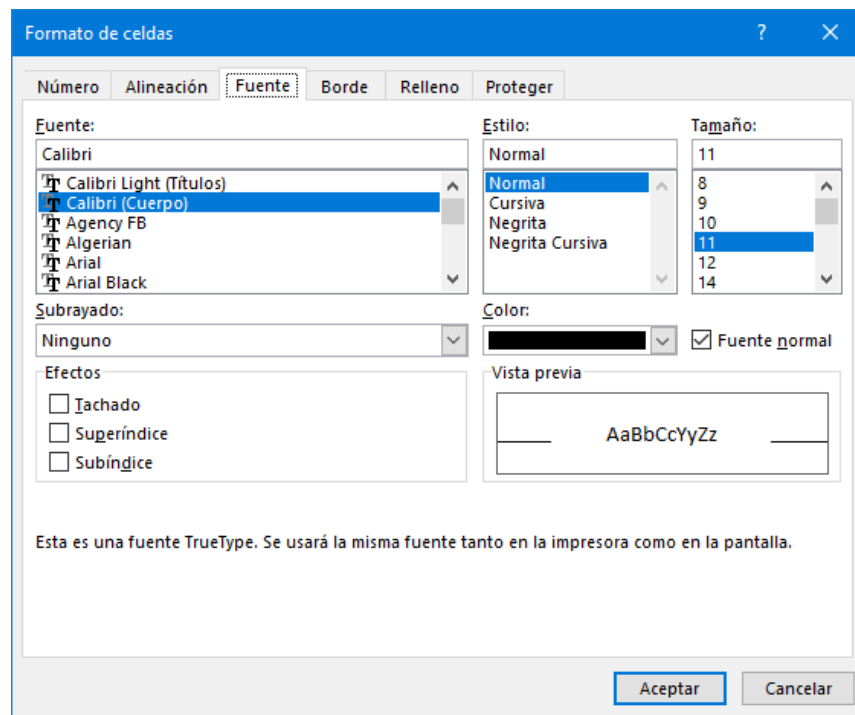 Formato de celdas ?
Número Alineación Fuente Borde Relleno Proteger
Fuente: Estilo: Tamaño:
Calibri Normal 11
Calibri Light (Títulos) Normal 8
Calibri (Cuerpo) Cursiva 9
Agency FB Negrita 10
Algerian Negrita Cursiva 11
Arial 12
Arial Black 14
Subrayado: Color:
Ninguno Fuente normal
Efectos Vista previa
Tachado
Superíndice AaBbCcYyZz
Subíndice
Esta es una fuente TrueType. Se usará la misma fuente tanto en la impresora como en la pantalla.
Aceptar Cancelar